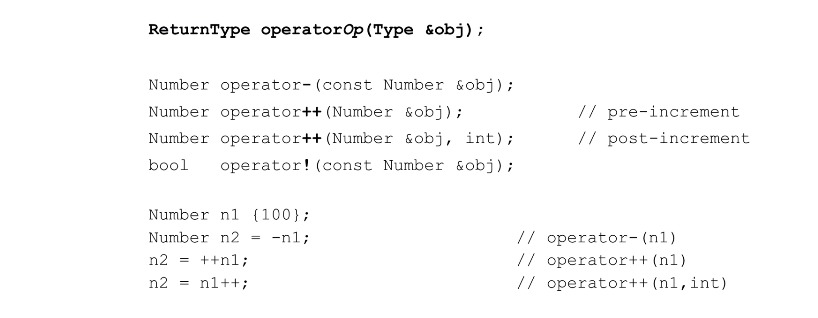 ReturnType operatorOp(Type &obj);
Number operator-(const Number &obj);
Number operator++(Number &obj); // pre-increment
Number operator++(Number &obj, int); // post-increment
bool operator!(const Number &obj);
Number n1 {100};
Number n2 = -n1; // operator-(n1)
n2 = ++n1; // operator++(n1)
n2 = n1++; // operator++(n1,int)